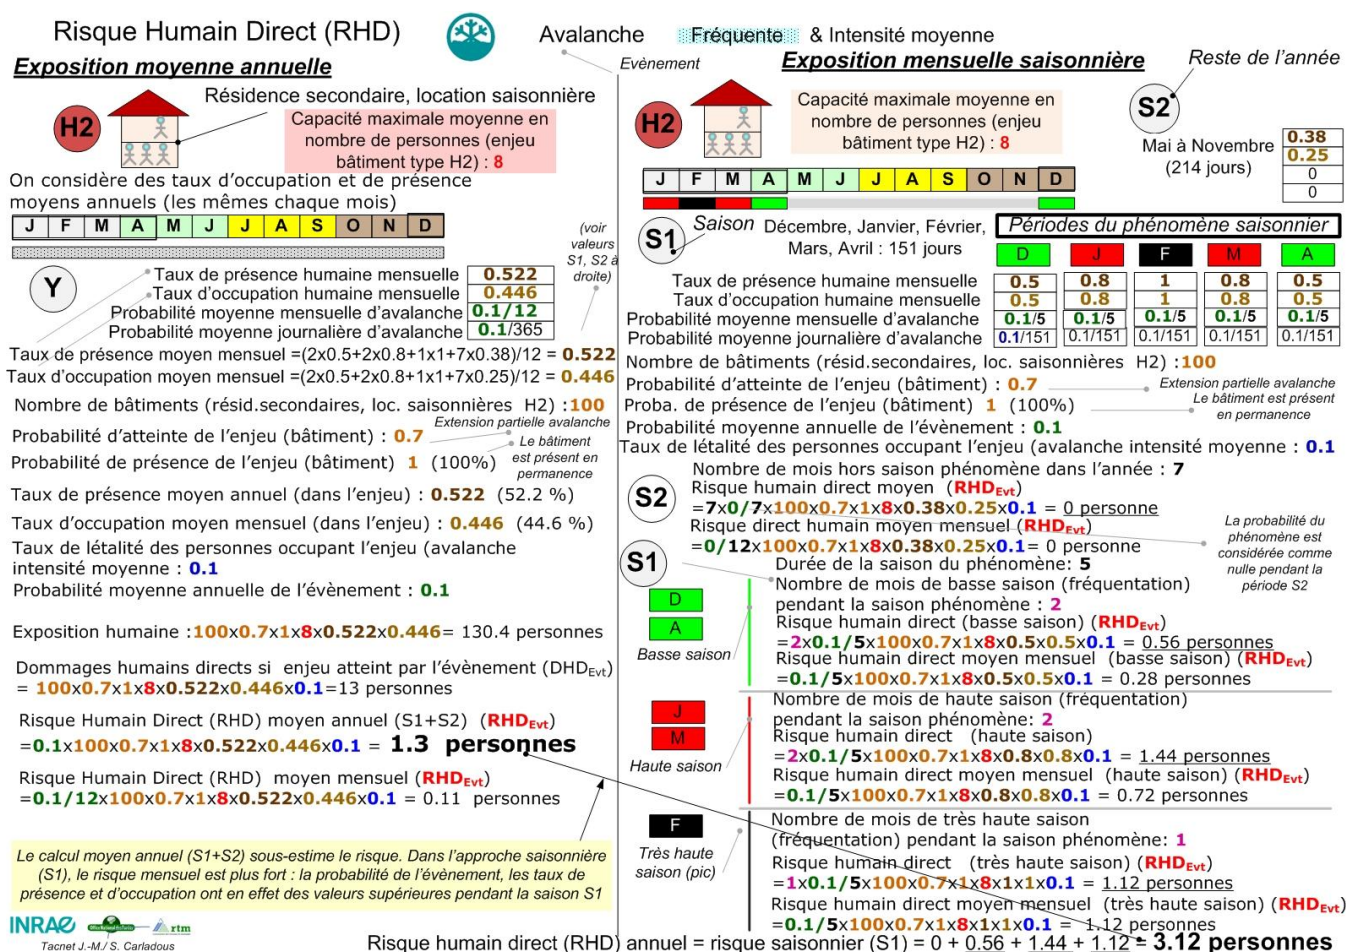 Risque Humain Direct (RHD)
Avalanche Fréquente & Intensité moyenne
Evènement
Exposition moyenne annuelle
H2
Résidence secondaire, location saisonnière
Capacité maximale moyenne en
nombre de personnes (enjeu
bâtiment type H2) : 8
On considère des taux d'occupation et de présence
moyens annuels (les mêmes chaque mois)
J F M A M J J A S O N D
(voir
valeurs
S1, S2 à
droite)
Y
Taux de présence humaine mensuelle 0.522
Taux d'occupation humaine mensuelle 0.446
Probabilité moyenne mensuelle d'avalanche 0.1/12
Probabilité moyenne journalière d'avalanche 0.1/365
Taux de présence moyen mensuel =(2x0.5+2x0.8+1x1+7x0.38)/12 = 0.522
Taux d'occupation moyen mensuel =(2x0.5+2x0.8+1x1+7x0.25)/12 = 0.446
Nombre de bâtiments (résid.secondaires, loc. saisonnières H2) :100
Extension partielle avalanche
Probabilité d'atteinte de l'enjeu (bâtiment) : 0.7
Le bâtiment
est présent en
permanence
Probabilité de présence de l'enjeu (bâtiment) 1 (100%)
Taux de présence moyen annuel (dans l'enjeu) : 0.522 (52.2 %)
Taux d'occupation moyen mensuel (dans l'enjeu) : 0.446 (44.6 %)
Taux de létalité des personnes occupant l'enjeu (avalanche
intensité moyenne : 0.1
Probabilité moyenne annuelle de l'évènement : 0.1
Exposition humaine :100x0.7x1x8x0.522x0.446= 130.4 personnes
Dommages humains directs si enjeu atteint par l'évènement (DHDEvt)
= 100x0.7x1x8x0.522x0.446x0.1=13 personnes
Risque Humain Direct (RHD) moyen annuel (S1+S2) (RHDEvt)
=0.1x100x0.7x1x8x0.522x0.446x0.1 = 1.3 personnes
Risque Humain Direct (RHD) moyen mensuel (RHDEvt)
=0.1/12x100x0.7x1x8x0.522x0.446x0.1 = 0.11 personnes
Le calcul moyen annuel (S1+S2) sous-estime le risque. Dans l'approche saisonnière
(S1), le risque mensuel est plus fort : la probabilité de l'évènement, les taux de
présence et d'occupation ont en effet des valeurs supérieures pendant la saison S1
INRAE
rtm
Tacnet J.-M./ S. Carladous
Exposition mensuelle saisonnière
H2
Capacité maximale moyenne en
nombre de personnes (enjeu
bâtiment type H2) : 8
Reste de l'année
S2
Mai à Novembre
(214 jours)
0.38
0.25
0
0
J F M A M J J A S O N D
S1
Saison
Décembre, Janvier, Février,
Mars, Avril : 151 jours
Périodes du phénomène saisonnier
D J F M A
Taux de présence humaine mensuelle 0.5 0.8 1 0.8 0.5
Taux d'occupation humaine mensuelle 0.5 0.8 1 0.8 0.5
Probabilité moyenne mensuelle d'avalanche 0.1/5 0.1/5 0.1/5 0.1/5 0.1/5
Probabilité moyenne journalière d'avalanche 0.1/151 0.1/151 0.1/151 0.1/151 0.1/151
Nombre de bâtiments (résid.secondaires, loc. saisonnières H2) :100
Probabilité d'atteinte de l'enjeu (bâtiment) : 0.7
Extension partielle avalanche
Le bâtiment est présent
en permanence
Proba. de présence de l'enjeu (bâtiment) 1 (100%)
Probabilité moyenne annuelle de l'évènement : 0.1
Taux de létalité des personnes occupant l'enjeu (avalanche intensité moyenne : 0.1
Nombre de mois hors saison phénomène dans l'année : 7
S2
Risque humain direct moyen (RHDEvt)
=7x0/7x100x0.7x1x8x0.38x0.25x0.1 = 0 personne
Risque direct humain moyen mensuel (RHDEvt)
=0/12x100x0.7x1x8x0.38x0.25x0.1= 0 personne
La probabilité du
phénomène est
considérée comme
nulle pendant la
période S2
S1
Durée de la saison du phénomène: 5
D
A
Basse saison
Nombre de mois de basse saison (fréquentation)
pendant la saison phénomène : 2
Risque humain direct (basse saison) (RHDEvt)
=2x0.1/5x100x0.7x1x8x0.5x0.5x0.1 = 0.56 personnes
Risque humain direct moyen mensuel (basse saison) (RHDEvt)
=0.1/5x100x0.7x1x8x0.5x0.5x0.1 = 0.28 personnes
J
M
Haute saison
Nombre de mois de haute saison (fréquentation)
pendant la saison phénomène: 2
Risque humain direct (haute saison)
=2x0.1/5x100x0.7x1x8x0.8x0.8x0.1 = 1.44 personnes
Risque humain direct moyen mensuel (haute saison) (RHDEvt)
=0.1/5x100x0.7x1x8x0.8x0.8x0.1 = 0.72 personnes
F
Très haute
saison (pic)
Nombre de mois de très haute saison
(fréquentation) pendant la saison phénomène: 1
Risque humain direct (très haute saison) (RHDEvt)
=1x0.1/5x100x0.7x1x8x1x1x0.1 = 1.12 personnes
Risque humain direct moyen mensuel (très haute saison) (RHDEvt)
=0.1/5x100x0.7x1x8x1x1x0.1 = 1.12 personnes
Risque humain direct (RHD) annuel = risque saisonnier (S1) = 0 + 0.56 + 1.44 + 1.12 = 3.12 personnes